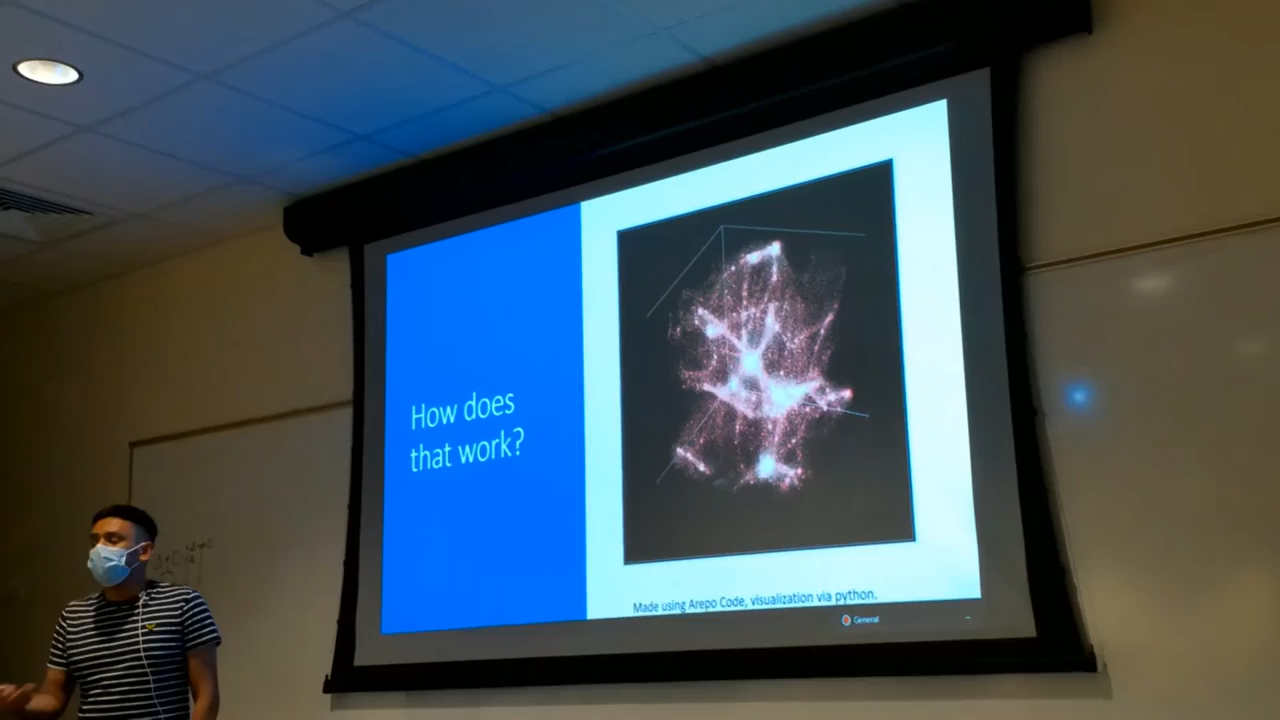 How does
that work?
Made using Arepo Code, visualization via python.
General